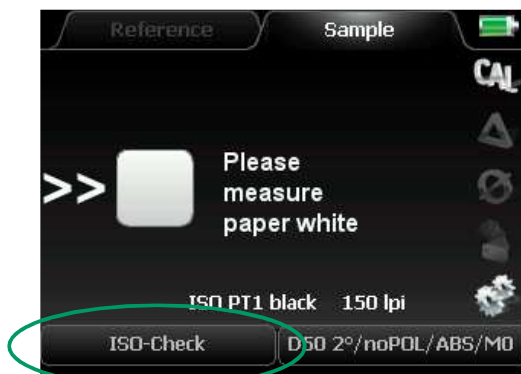 Reference Sample
CAL
>> Please
measure
paper white
ISO PT1 black 150 lpi
ISO-Check D50 2°/noPOL/ABS/M0